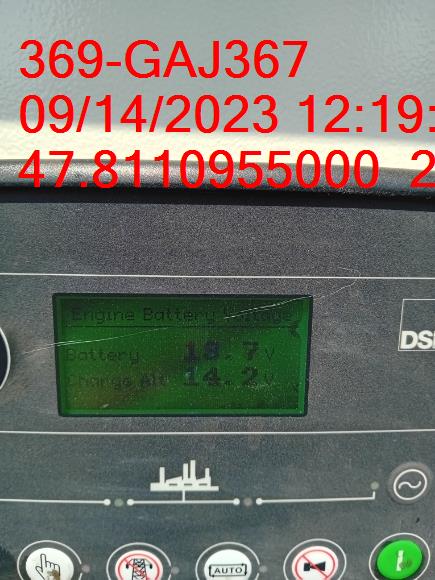 369-GAJ367
09/14/2023 12:19:
47.8110955000 2
Engine Battery Voltage
Battery 13.7 V
Charge Alt 14.2 V
DS
AUTO